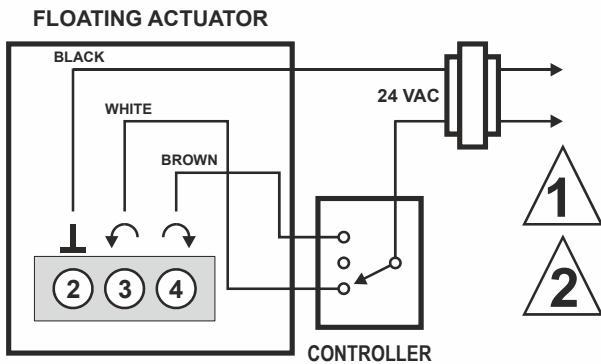 FLOATING ACTUATOR
BLACK
24 VAC
WHITE
BROWN
1
2
2 3 4
CONTROLLER